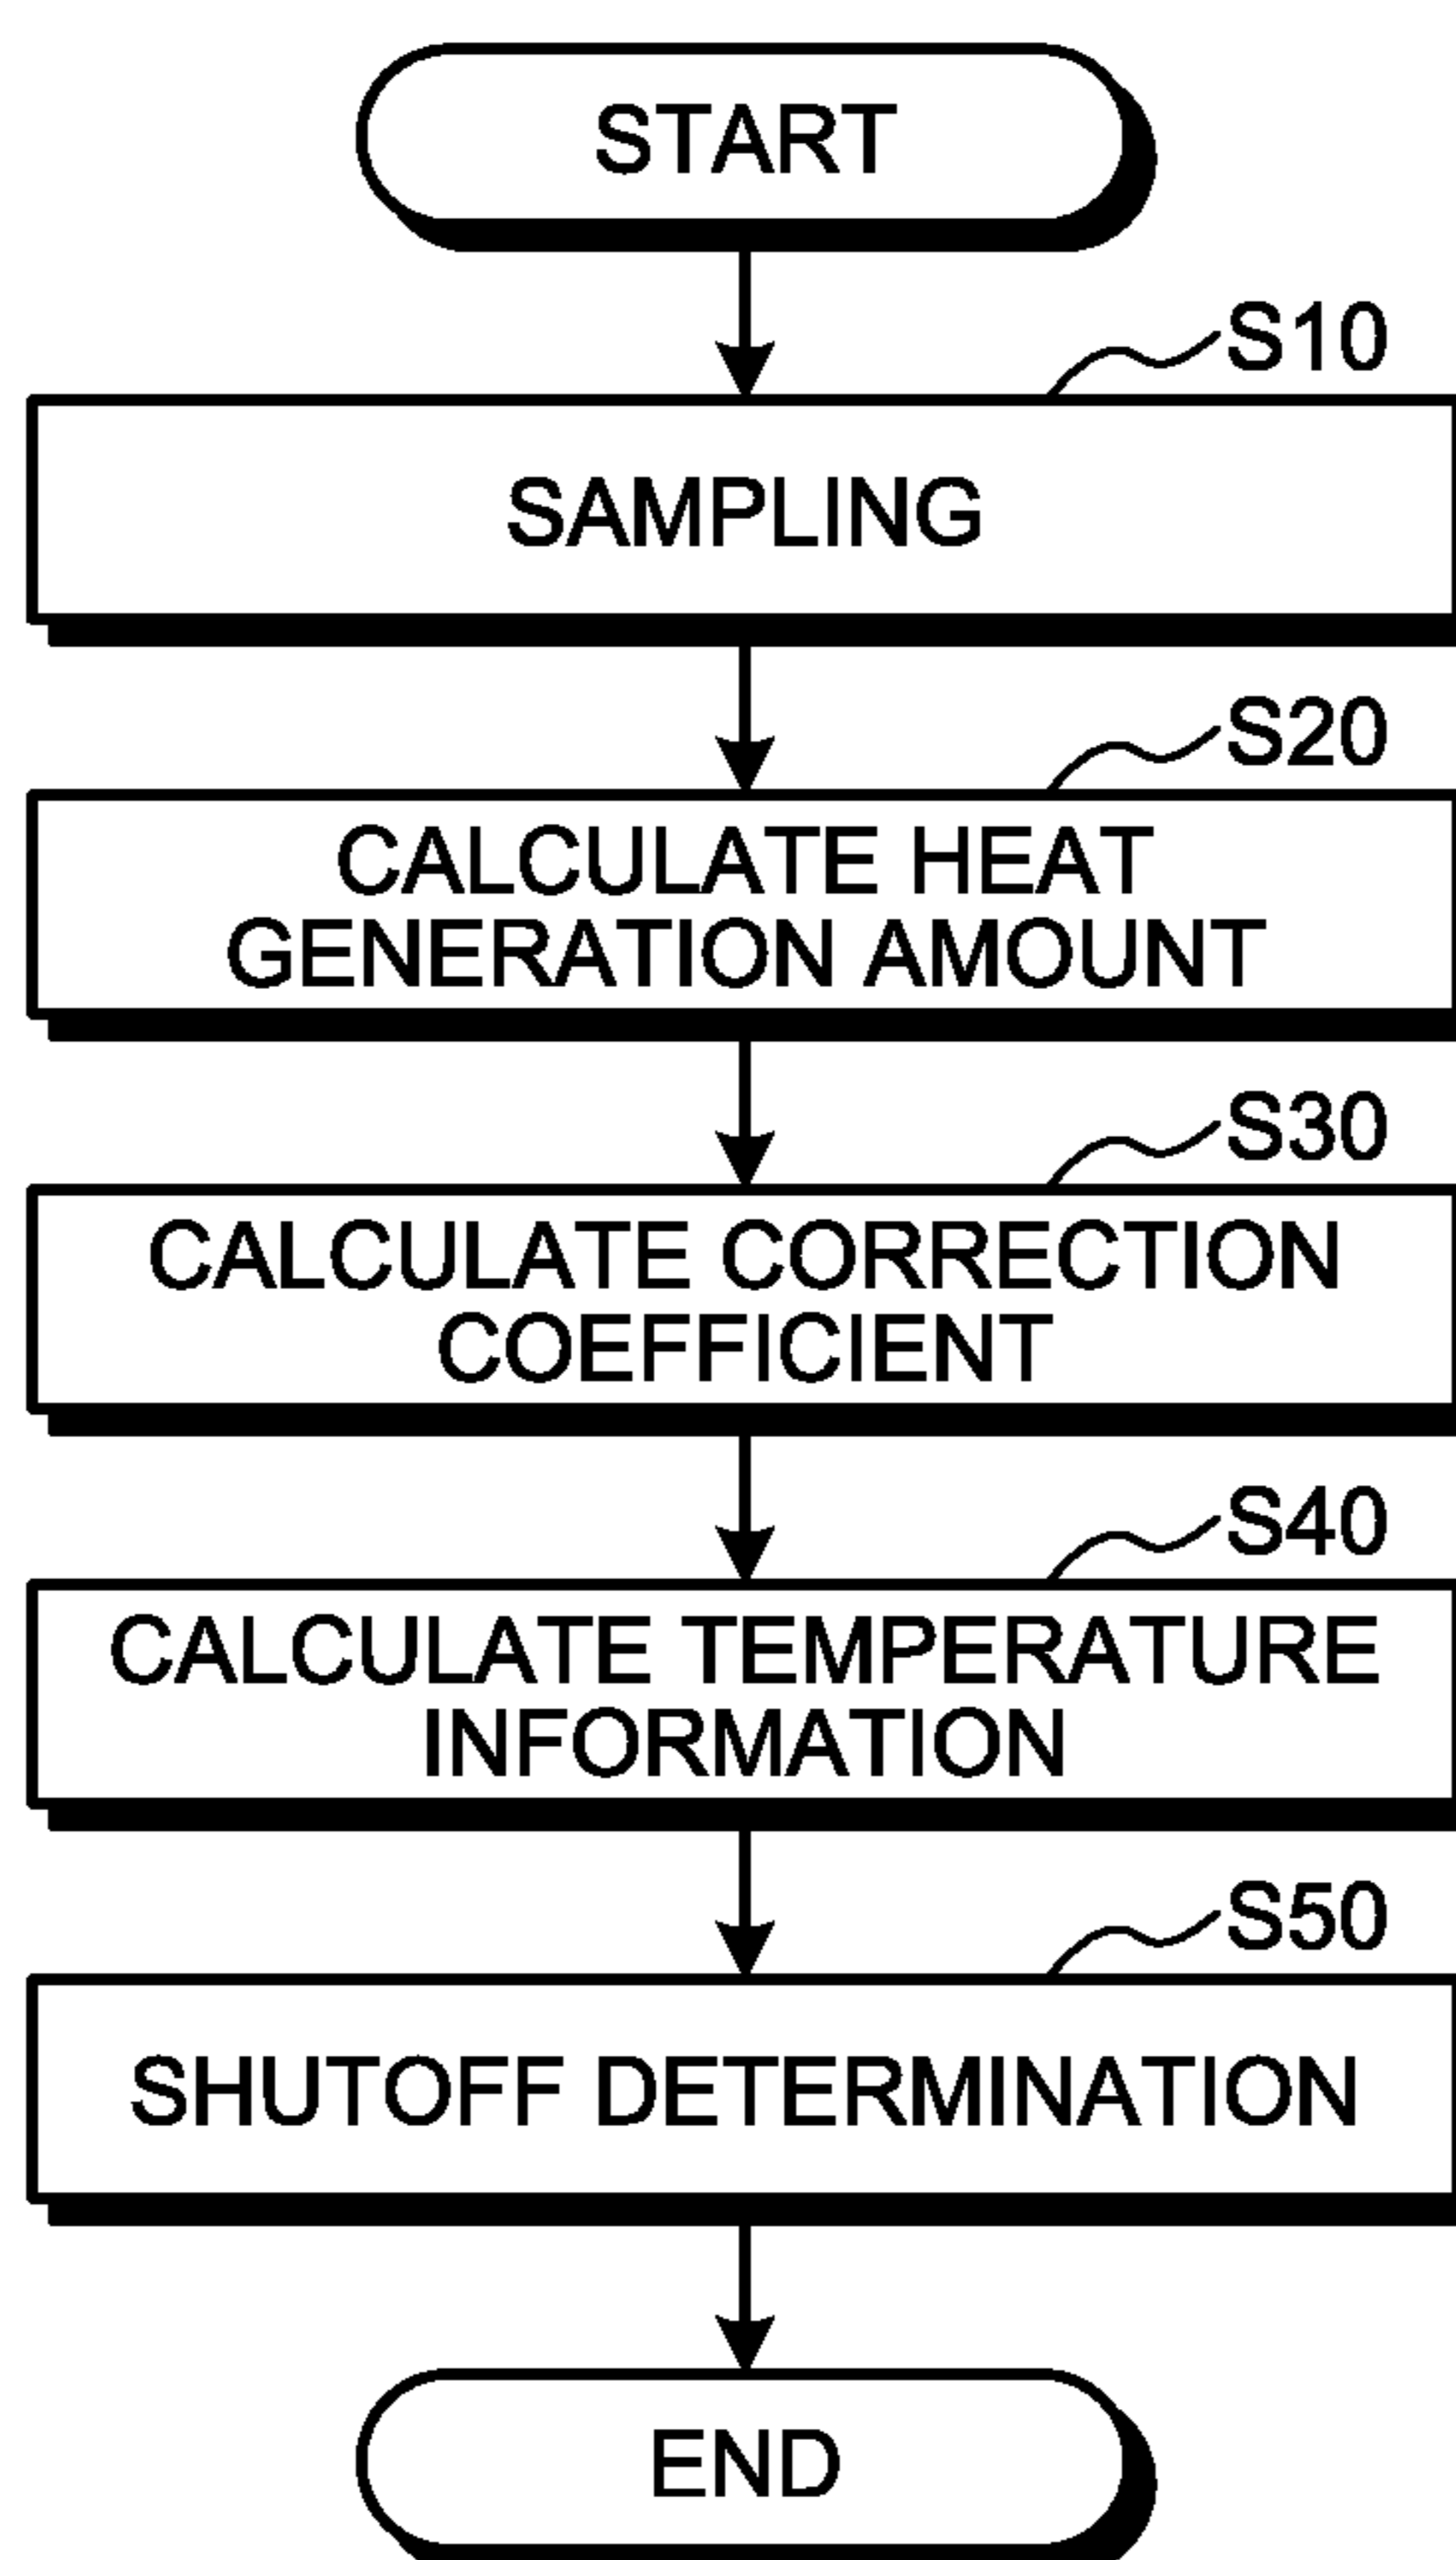 START
S10
SAMPLING
S20
CALCULATE HEAT
GENERATION AMOUNT
S30
CALCULATE CORRECTION
COEFFICIENT
S40
CALCULATE TEMPERATURE
INFORMATION
S50
SHUTOFF DETERMINATION
END